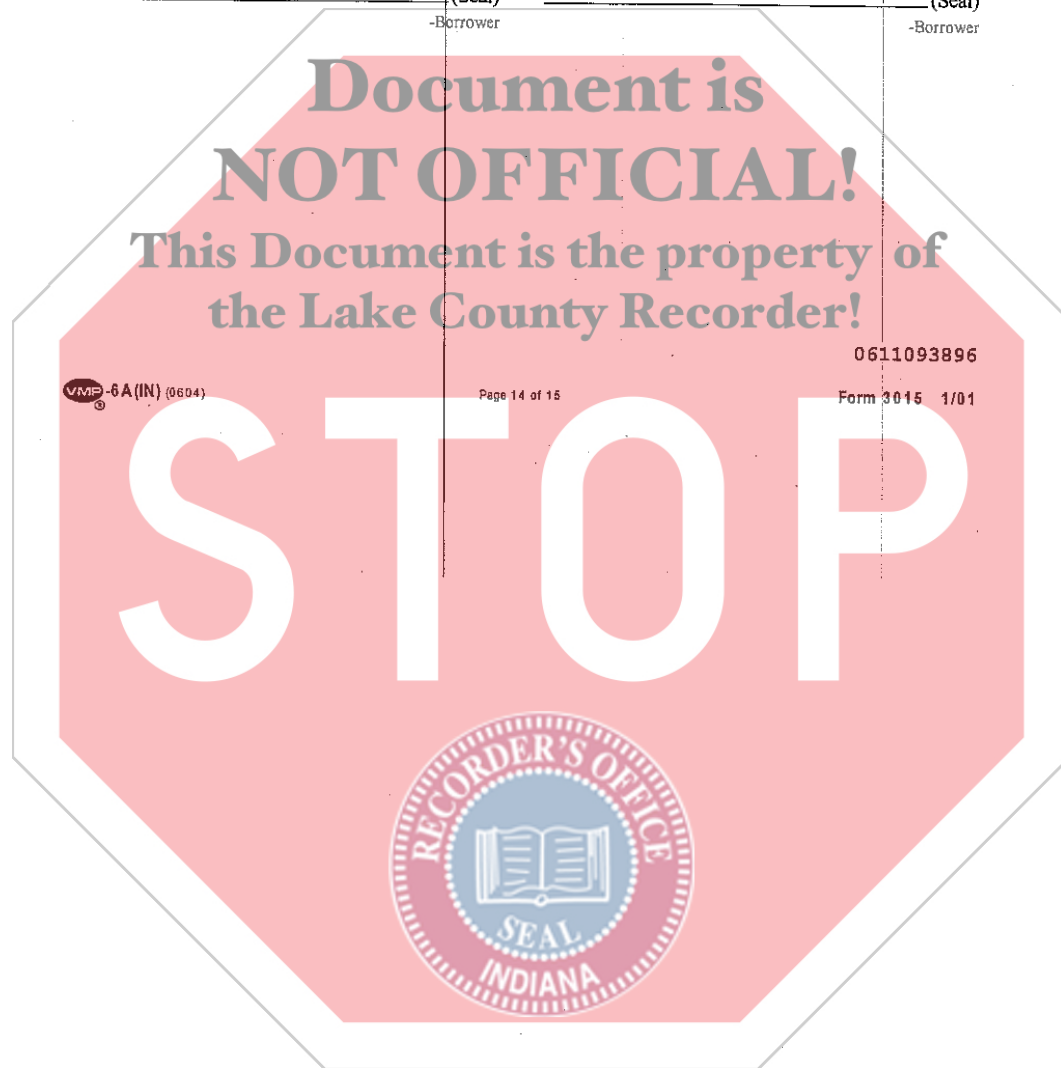 (Seal) (Seal)
-Borrower -Borrower
Document is
NOT OFFICIAL!
This Document is the property of
the Lake County Recorder!
0611093896
VMP ® -6A(IN) (0604) Page 14 of 15 Form 3015 1/01
STOP
RECORDER'S OFFICE
SEAL
INDIANA